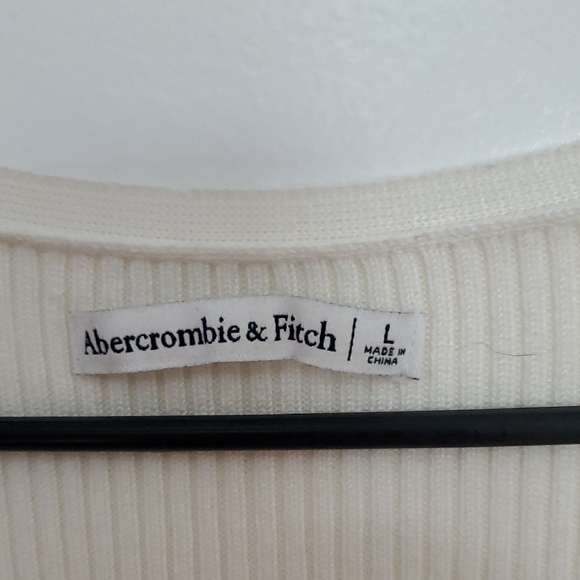 Abercrombie & Fitch | L
MADE IN
CHINA